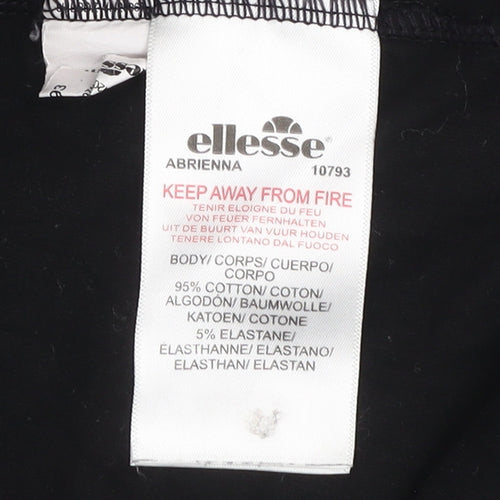 ellesse
ABRIENNA 10793
KEEP AWAY FROM FIRE
TENIR ELOIGNE DU FEU
VON FEUER FERNHALTEN
UIT DE BUURT VAN VUUR HOUDEN
TENERE LONTANO DAL FUOCO
BODY/ CORPS/ CUERPO/
CORPO
95% COTTON/ COTON/
ALGODÓN/ BAUMWOLLE/
KATOEN/ COTONE
5% ELASTANE/
ÉLASTHANNE/ ELASTANO/
ELASTHAN/ ELASTAN